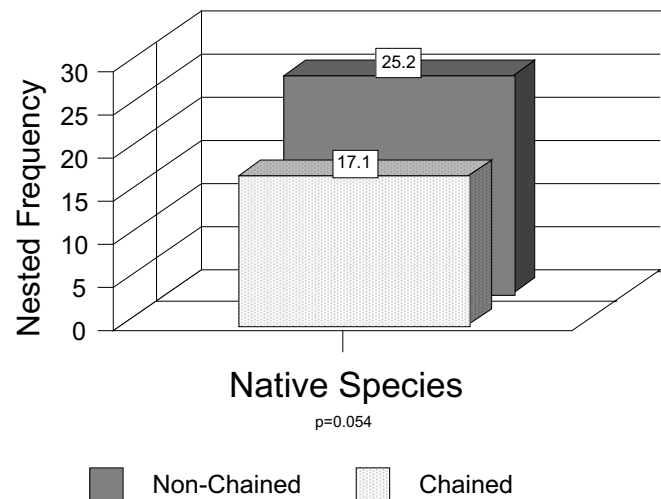 Nested Frequency
30
25
20
15
10
5
0
25.2
17.1
Native Species
p=0.054
Non-Chained
Chained